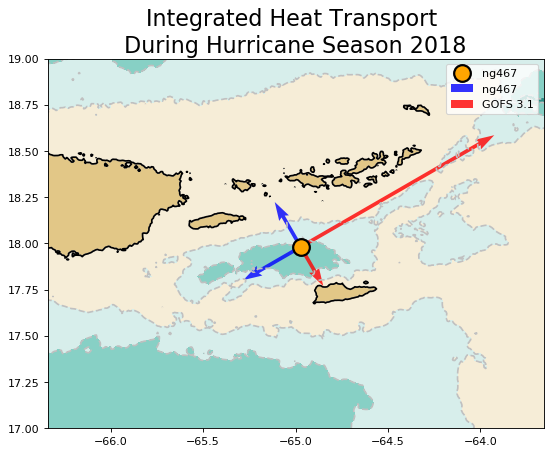 Integrated Heat Transport
During Hurricane Season 2018
19.00
18.75
18.50
18.25
18.00
17.75
17.50
17.25
17.00
ng467
ng467
GOFS 3.1
−66.0
−65.5
−65.0
−64.5
−64.0